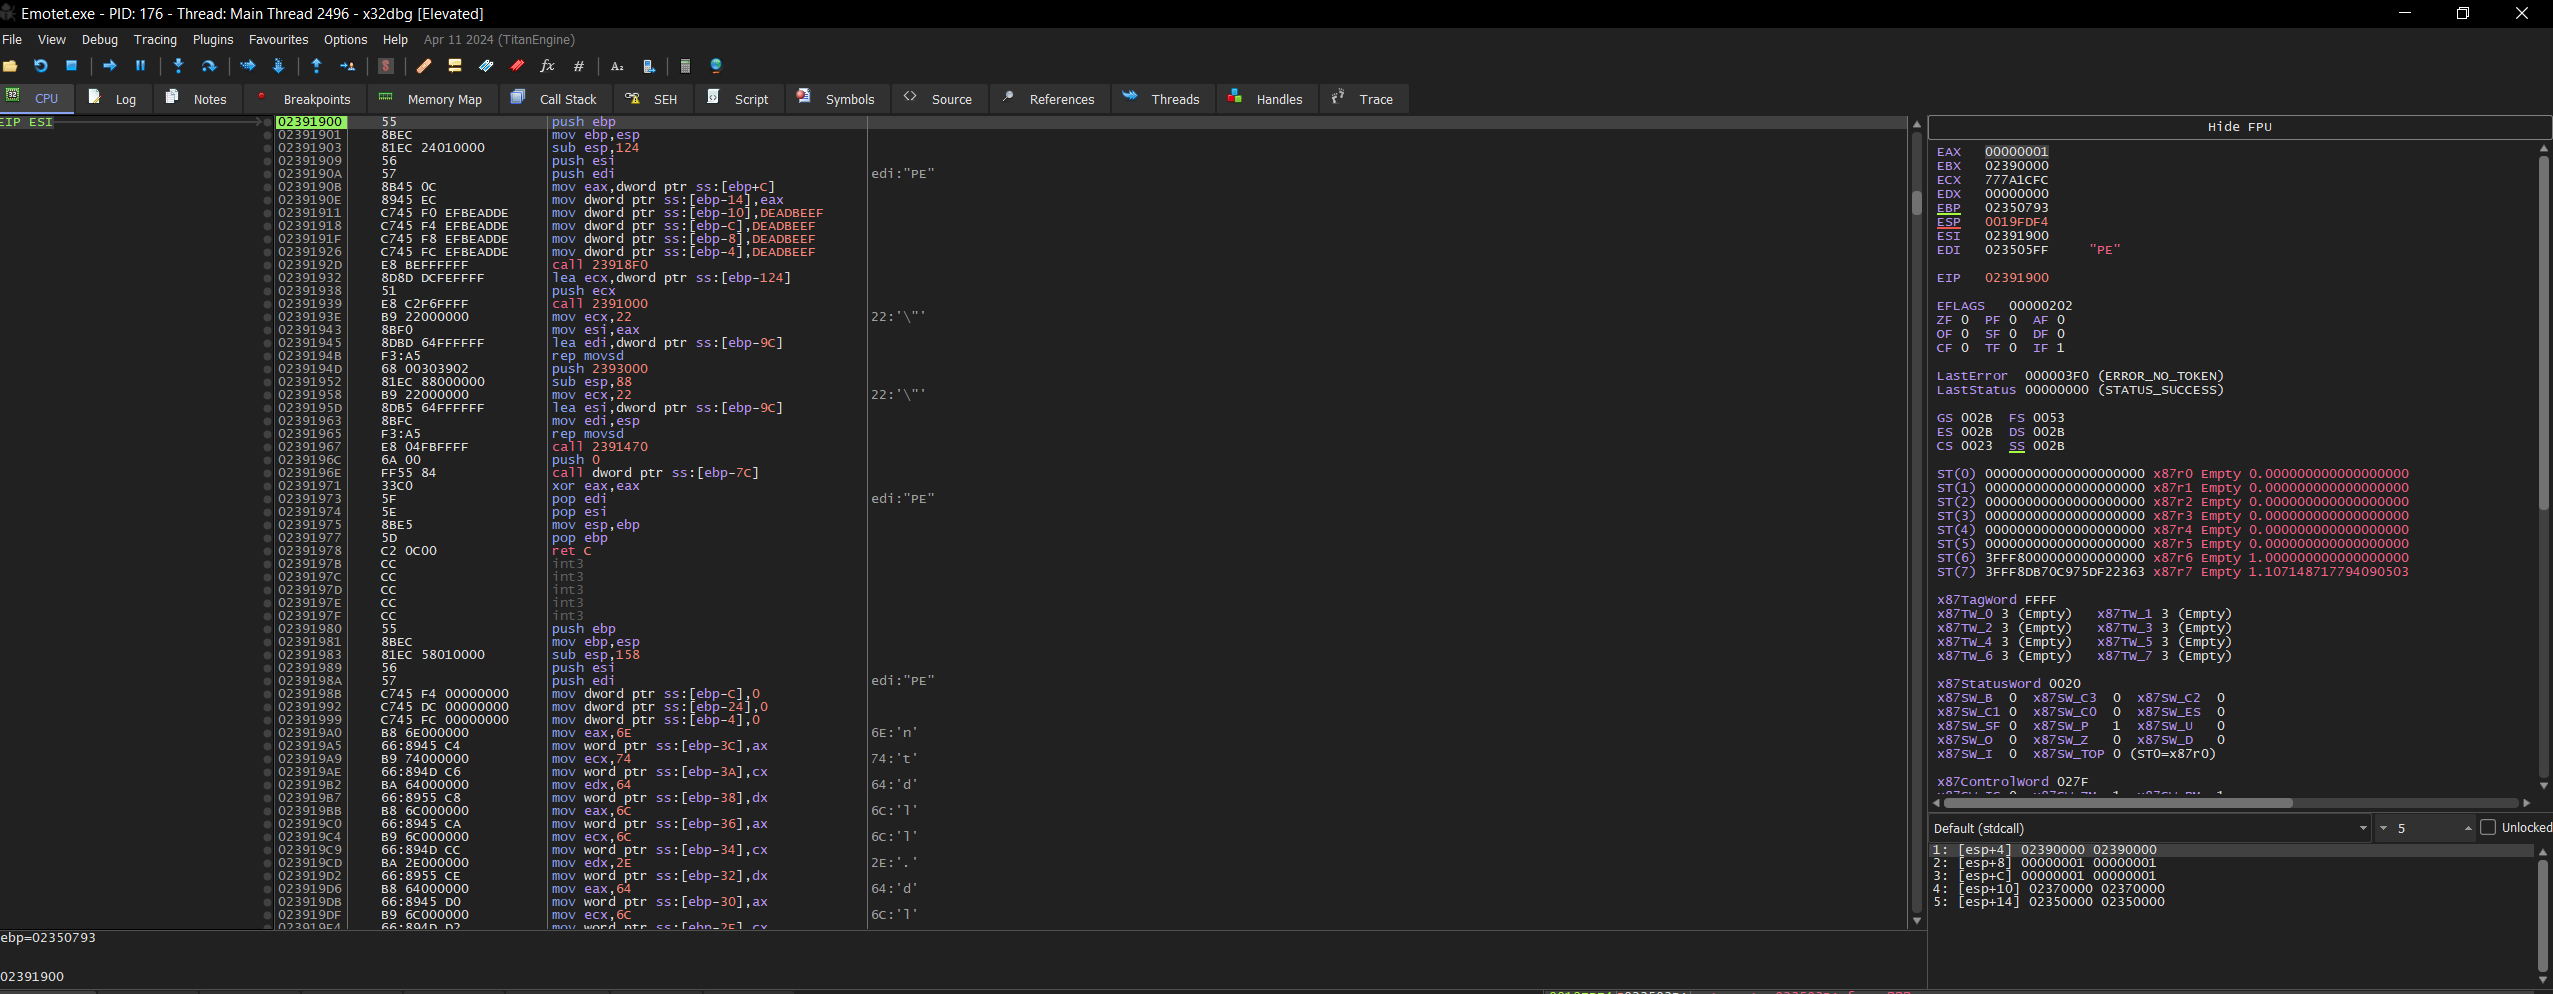 Emotet.exe - PID: 176 - Thread: Main Thread 2496 - x32dbg [Elevated]
File View Debug Tracing Plugins Favourites Options Help Apr 11 2024 (TitanEngine)
CPU Log Notes Breakpoints Memory Map Call Stack SEH Script Symbols Source References Threads Handles Trace
EIP ESI
02391900 55 push ebp
02391901 8BEC mov ebp,esp
02391903 81EC 24010000 sub esp,124
02391909 56 push esi
0239190A 57 push edi edi:"PE"
0239190B 8B45 0C mov eax,dword ptr ss:[ebp+C]
0239190E 8945 EC mov dword ptr ss:[ebp-14],eax
02391911 C745 F0 EFBEADDE mov dword ptr ss:[ebp-10],DEADBEEF
02391918 C745 F4 EFBEADDE mov dword ptr ss:[ebp-C],DEADBEEF
0239191F C745 F8 EFBEADDE mov dword ptr ss:[ebp-8],DEADBEEF
02391926 C745 FC EFBEADDE mov dword ptr ss:[ebp-4],DEADBEEF
0239192D E8 BEFFFFFF call 23918F0
02391932 8D8D DCFEFFFF lea ecx,dword ptr ss:[ebp-124]
02391938 51 push ecx
02391939 E8 C2F6FFFF call 2391000
0239193E B9 22000000 mov ecx,22 22:'\"'
02391943 8BF0 mov esi,eax
02391945 8DBD 64FFFFFF lea edi,dword ptr ss:[ebp-9C]
0239194B F3:A5 rep movsd
0239194D 68 00303902 push 2393000
02391952 81EC 88000000 sub esp,88
02391958 B9 22000000 mov ecx,22 22:'\"'
0239195D 8DB5 64FFFFFF lea esi,dword ptr ss:[ebp-9C]
02391963 8BFC mov edi,esp
02391965 F3:A5 rep movsd
02391967 E8 04FBFFFF call 2391470
0239196C 6A 00 push 0
0239196E FF55 84 call dword ptr ss:[ebp-7C]
02391971 33C0 xor eax,eax
02391973 5F pop edi edi:"PE"
02391974 5E pop esi
02391975 8BE5 mov esp,ebp
02391977 5D pop ebp
02391978 C2 0C00 ret C
0239197B CC int3
0239197C CC int3
0239197D CC int3
0239197E CC int3
0239197F CC int3
02391980 55 push ebp
02391981 8BEC mov ebp,esp
02391983 81EC 58010000 sub esp,158
02391989 56 push esi
0239198A 57 push edi edi:"PE"
0239198B C745 F4 00000000 mov dword ptr ss:[ebp-C],0
02391992 C745 DC 00000000 mov dword ptr ss:[ebp-24],0
02391999 C745 FC 00000000 mov dword ptr ss:[ebp-4],0
023919A0 B8 6E000000 mov eax,6E 6E:'n'
023919A5 66:8945 C4 mov word ptr ss:[ebp-3C],ax
023919A9 B9 74000000 mov ecx,74 74:'t'
023919AE 66:894D C6 mov word ptr ss:[ebp-3A],cx
023919B2 BA 64000000 mov edx,64 64:'d'
023919B7 66:8955 C8 mov word ptr ss:[ebp-38],dx
023919BB B8 6C000000 mov eax,6C 6C:'l'
023919C0 66:8945 CA mov word ptr ss:[ebp-36],ax
023919C4 B9 6C000000 mov ecx,6C 6C:'l'
023919C9 66:894D CC mov word ptr ss:[ebp-34],cx
023919CD BA 2E000000 mov edx,2E 2E:'.'
023919D2 66:8955 CE mov word ptr ss:[ebp-32],dx
023919D6 B8 64000000 mov eax,64 64:'d'
023919DB 66:8945 D0 mov word ptr ss:[ebp-30],ax
023919DF B9 6C000000 mov ecx,6C 6C:'l'
023919E4 66:894D D2 mov word ptr ss:[ebp-2E],cx
ebp=02350793
02391900
Hide FPU
EAX 00000001
EBX 02390000
ECX 777A1CFC
EDX 00000000
EBP 02350793
ESP 0019FDF4
ESI 02391900
EDI 023505FF "PE"
EIP 02391900
EFLAGS 00000202
ZF 0 PF 0 AF 0
OF 0 SF 0 DF 0
CF 0 TF 0 IF 1
LastError 000003F0 (ERROR_NO_TOKEN)
LastStatus 00000000 (STATUS_SUCCESS)
GS 002B FS 0053
ES 002B DS 002B
CS 0023 SS 002B
ST(0) 00000000000000000000 x87r0 Empty 0.000000000000000000
ST(1) 00000000000000000000 x87r1 Empty 0.000000000000000000
ST(2) 00000000000000000000 x87r2 Empty 0.000000000000000000
ST(3) 00000000000000000000 x87r3 Empty 0.000000000000000000
ST(4) 00000000000000000000 x87r4 Empty 0.000000000000000000
ST(5) 00000000000000000000 x87r5 Empty 0.000000000000000000
ST(6) 3FFF8000000000000000 x87r6 Empty 1.000000000000000000
ST(7) 3FFF8DB70C975DF22363 x87r7 Empty 1.107148717794090503
x87TagWord FFFF
x87TW_0 3 (Empty) x87TW_1 3 (Empty)
x87TW_2 3 (Empty) x87TW_3 3 (Empty)
x87TW_4 3 (Empty) x87TW_5 3 (Empty)
x87TW_6 3 (Empty) x87TW_7 3 (Empty)
x87StatusWord 0020
x87SW_B 0 x87SW_C3 0 x87SW_C2 0
x87SW_C1 0 x87SW_C0 0 x87SW_ES 0
x87SW_SF 0 x87SW_P 1 x87SW_U 0
x87SW_O 0 x87SW_Z 0 x87SW_D 0
x87SW_I 0 x87SW_TOP 0 (ST0=x87r0)
x87ControlWord 027F
Default (stdcall) 5 Unlocked
1: [esp+4] 02390000 02390000
2: [esp+8] 00000001 00000001
3: [esp+C] 00000001 00000001
4: [esp+10] 02370000 02370000
5: [esp+14] 02350000 02350000